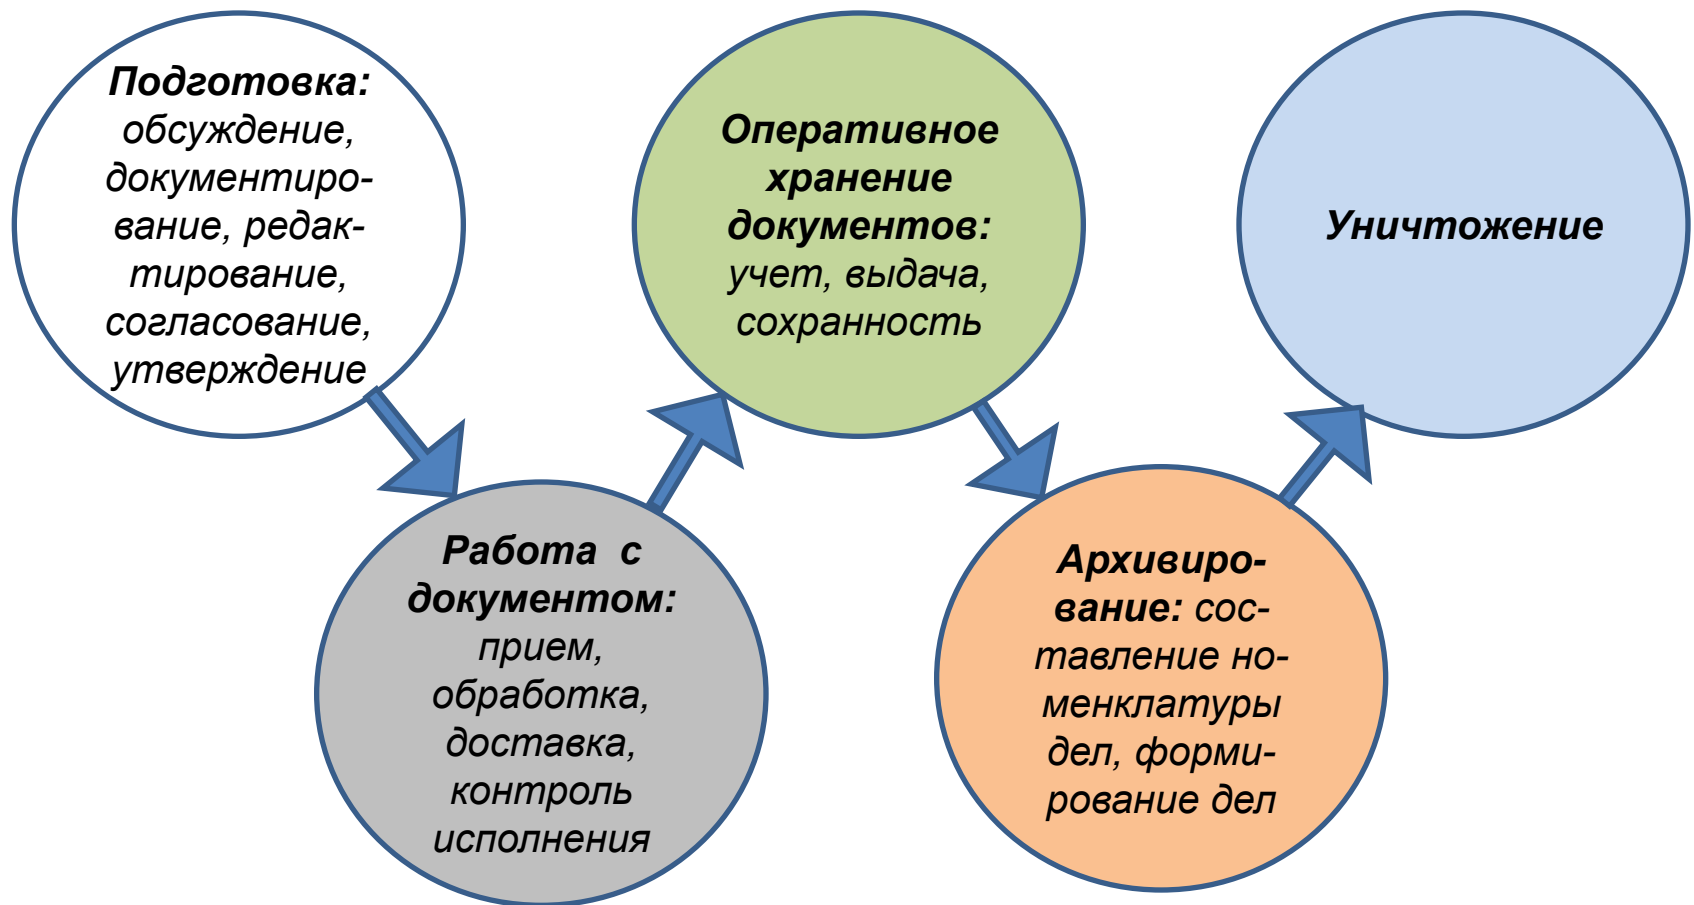 Подготовка:
обсуждение,
документиро-
вание, редак-
тирование,
согласование,
утверждение
Работа с
документом:
прием,
обработка,
доставка,
контроль
исполнения
Оперативное
хранение
документов:
учет, выдача,
сохранность
Архивиро-
вание: сос-
тавление но-
менклатуры
дел, форми-
рование дел
Уничтожение